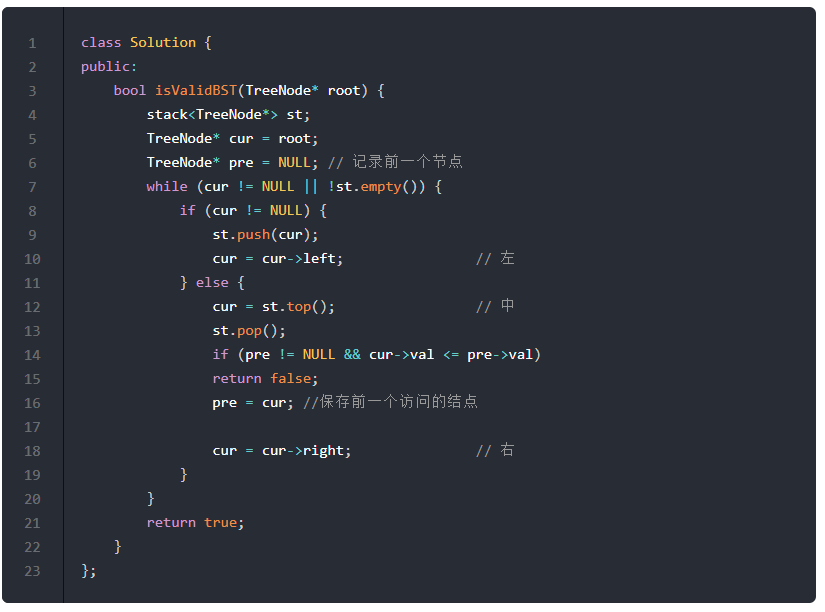 1 class Solution {
2 public:
3     bool isValidBST(TreeNode* root) {
4         stack<TreeNode*> st;
5         TreeNode* cur = root;
6         TreeNode* pre = NULL; // 记录前一个节点
7         while (cur != NULL || !st.empty()) {
8             if (cur != NULL) {
9                 st.push(cur);
10                 cur = cur->left;                // 左
11             } else {
12                 cur = st.top();                 // 中
13                 st.pop();
14                 if (pre != NULL && cur->val <= pre->val)
15                 return false;
16                 pre = cur; //保存前一个访问的结点
17
18                 cur = cur->right;               // 右
19             }
20         }
21         return true;
22     }
23 };